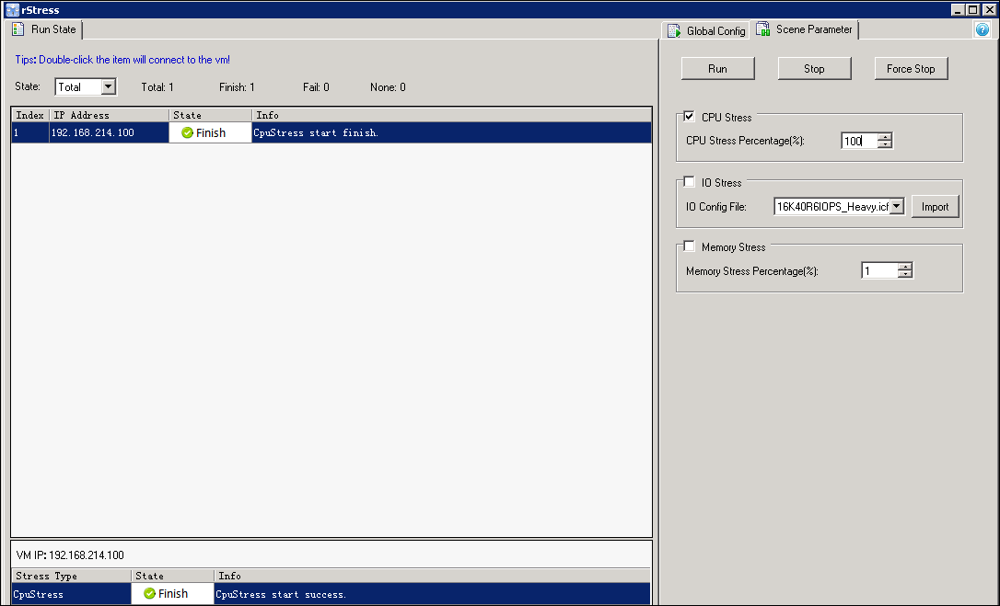 rStress
Run State
Tips: Double-click the item will connect to the vm!
State: Total Total: 1 Finish: 1 Fail: 0 None: 0
Index IP Address State Info
1 192.168.214.100 Finish CpuStress start finish.
VM IP: 192.168.214.100
Stress Type State Info
CpuStress Finish CpuStress start success.
Global Config Scene Parameter ?
Run Stop Force Stop
CPU Stress
CPU Stress Percentage(%): 100
IO Stress
IO Config File: 16K40R6IOPS_Heavy.icf Import
Memory Stress
Memory Stress Percentage(%): 1